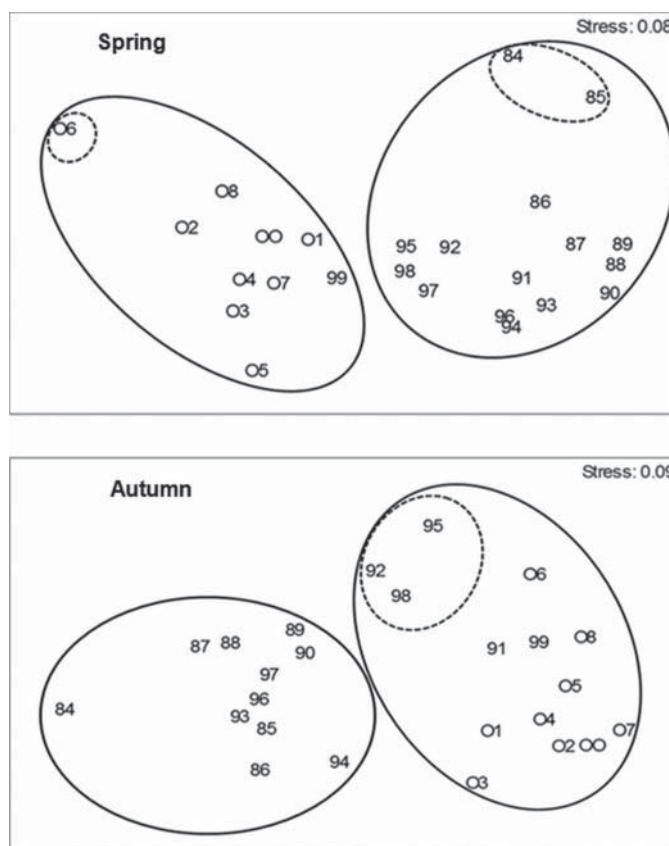 Stress: 0.08
Spring
84
85
O6
O8
86
O2
OO
O1
95
92
87
89
98
O4
O7
99
91
88
97
90
O3
96
93
94
O5
Stress: 0.09
Autumn
95
92
O6
98
89
87
88
90
91
99
O8
97
O5
96
84
93
85
O4
O1
O7
O2
OO
94
86
O3